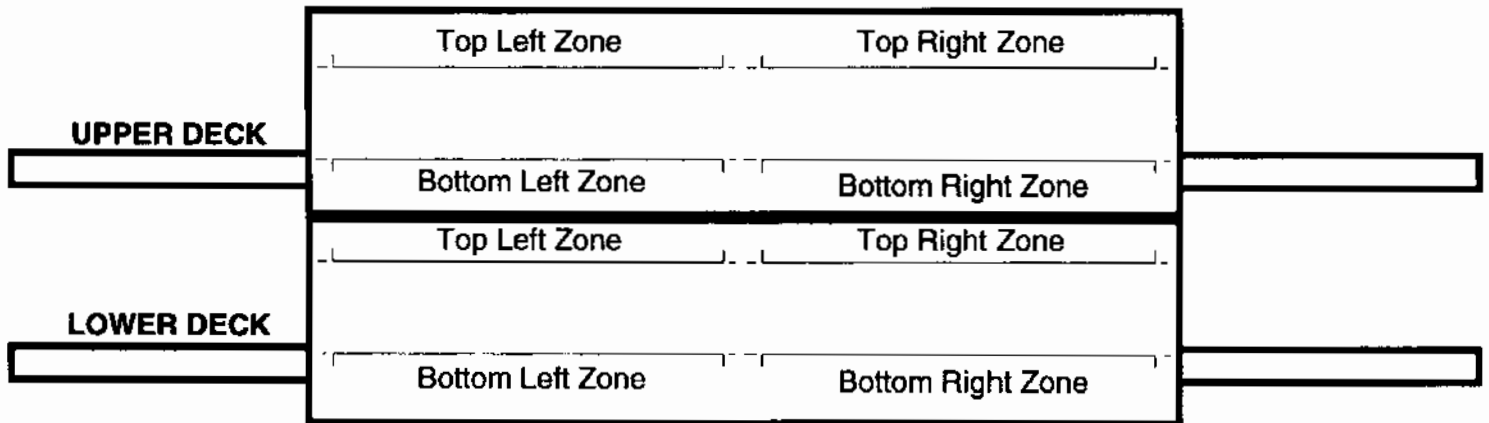 Top Left Zone Top Right Zone
UPPER DECK
Bottom Left Zone Bottom Right Zone
Top Left Zone Top Right Zone
LOWER DECK
Bottom Left Zone Bottom Right Zone